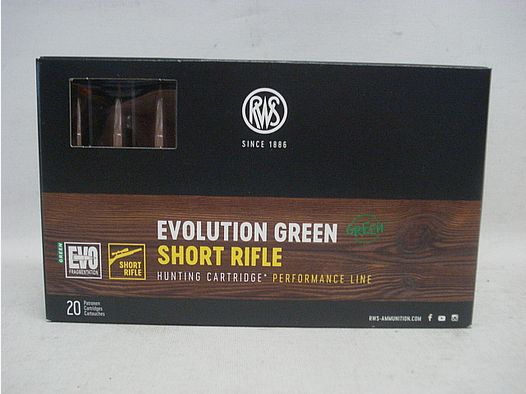 RWS
SINCE 1886
EVOLUTION GREEN
GREEN
SHORT RIFLE
HUNTING CARTRIDGE* PERFORMANCE LINE
GREEN
EVO
FRAGMENTATION
SHORT
RIFLE
20
Patronen
Cartridges
Cartouches
RWS-AMMUNITION.COM